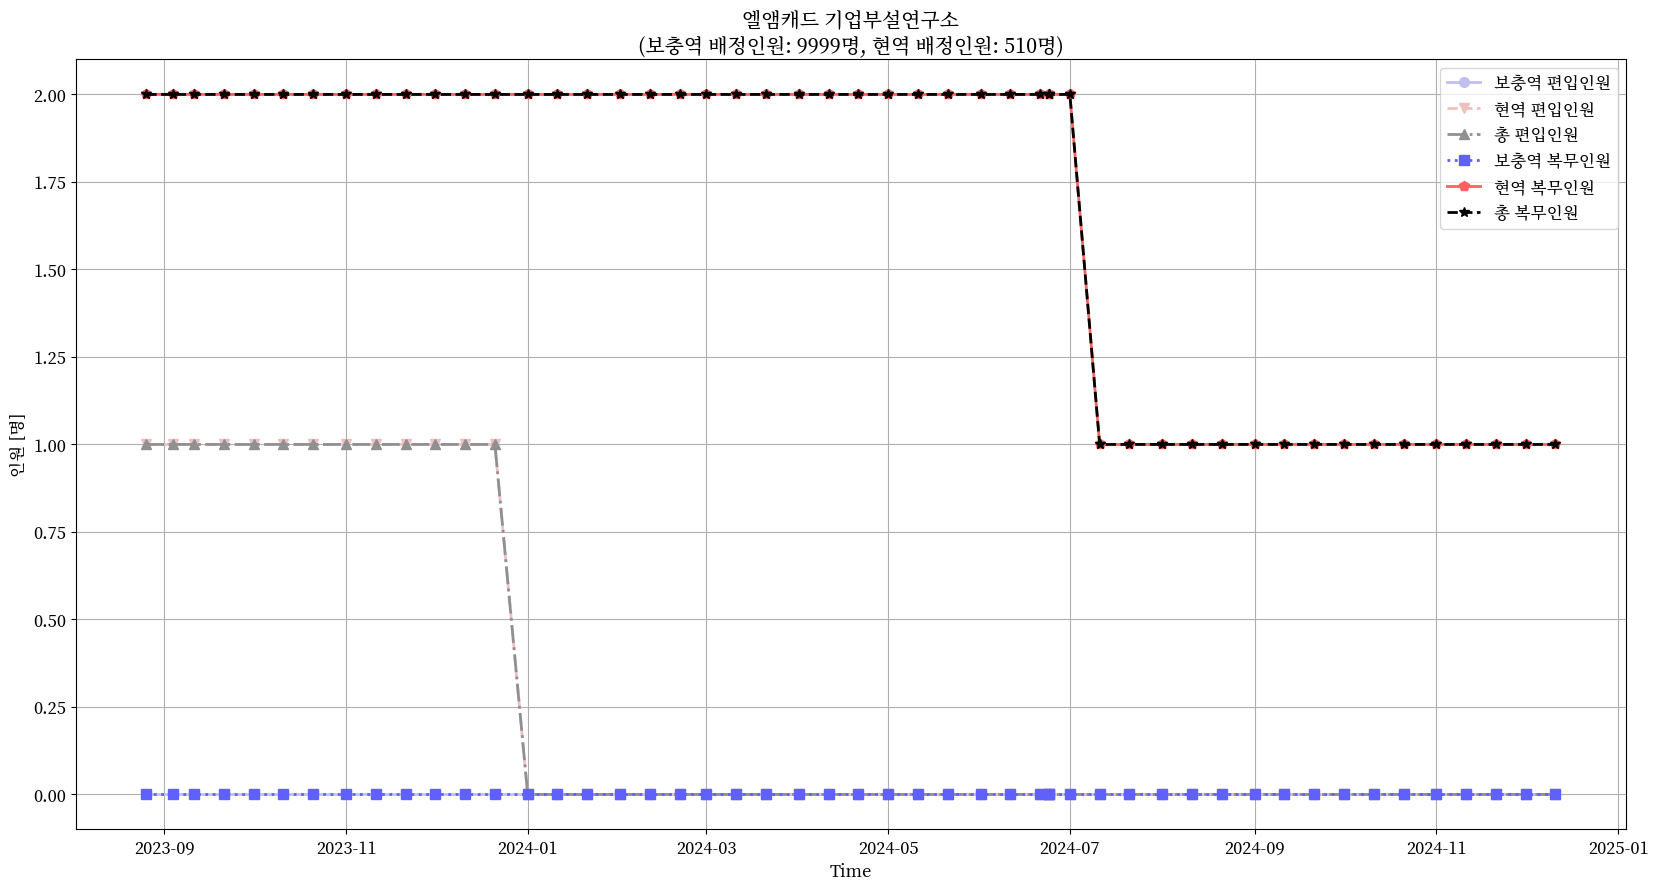 엘앰캐드 기업부설연구소
(보충역 배정인원: 9999명, 현역 배정인원: 510명)
보충역 편입인원
현역 편입인원
총 편입인원
보충역 복무인원
현역 복무인원
총 복무인원
인원 [명]
2.00
1.75
1.50
1.25
1.00
0.75
0.50
0.25
0.00
2023-09
2023-11
2024-01
2024-03
2024-05
2024-07
2024-09
2024-11
2025-01
Time